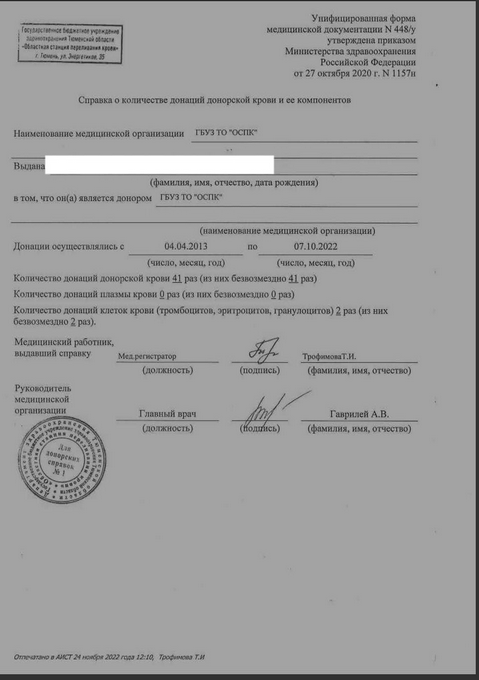 Государственное бюджетное учреждение
здравоохранения Тюменской области
«Областная станция переливания крови»
г. Тюмень, ул. Энергетиков, 35
Унифицированная форма
медицинской документации N 448/у
утверждена приказом
Министерства здравоохранения
Российской Федерации
от 27 октября 2020 г. N 1157н
Справка о количестве донаций донорской крови и ее компонентов
Наименование медицинской организации ГБУЗ ТО "ОСПК"
Выдана
(фамилия, имя, отчество, дата рождения)
в том, что он(а) является донором ГБУЗ ТО "ОСПК"
(наименование медицинской организации)
Донации осуществлялись с 04.04.2013 по 07.10.2022
(число, месяц, год) (число, месяц, год)
Количество донаций донорской крови 41 раз (из них безвозмездно 41 раз)
Количество донаций плазмы крови 0 раз (из них безвозмездно 0 раз)
Количество донаций клеток крови (тромбоцитов, эритроцитов, гранулоцитов) 2 раз (из них
безвозмездно 2 раз).
Медицинский работник,
выдавший справку Мед.регистратор ТрофимоваТ.И.
(должность) (подпись) (фамилия, имя, отчество)
Руководитель
медицинской
организации Главный врач Гаврилей А.В.
(должность) (подпись) (фамилия, имя, отчество)
Для
донорских
справок
№ 1
Отпечатано в АИСТ 24 ноября 2022 года 12:10, Трофимова Т.И